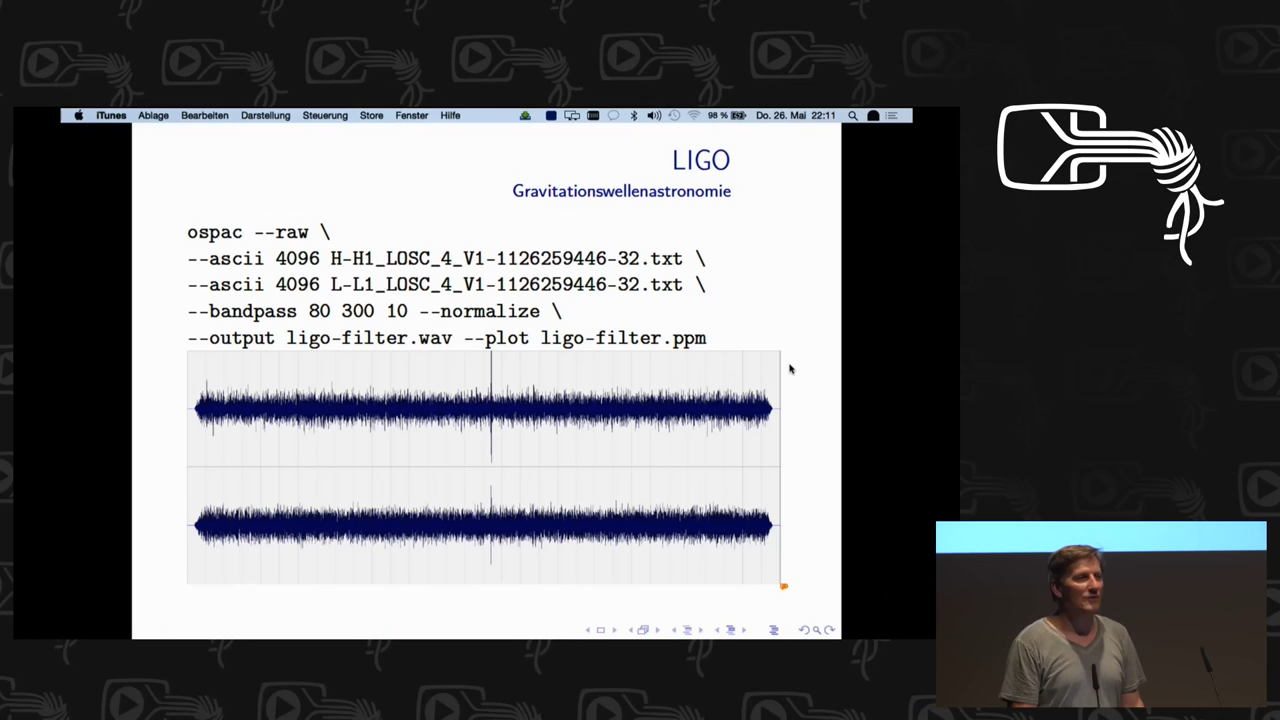 iTunes Ablage Bearbeiten Darstellung Steuerung Store Fenster Hilfe 98 % Do. 26. Mai 22:11
LIGO
Gravitationswellenastronomie
ospac --raw \
--ascii 4096 H-H1_LOSC_4_V1-1126259446-32.txt \
--ascii 4096 L-L1_LOSC_4_V1-1126259446-32.txt \
--bandpass 80 300 10 --normalize \
--output ligo-filter.wav --plot ligo-filter.ppm